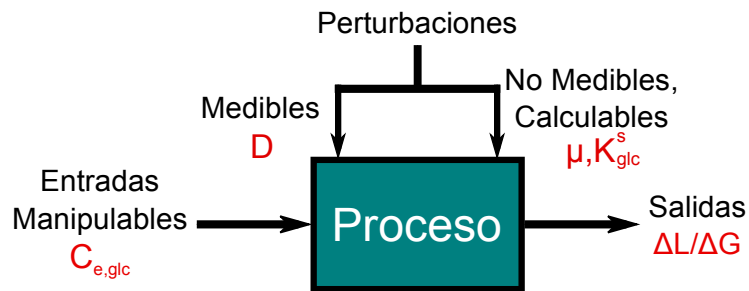 Perturbaciones
Medibles
D
No Medibles,
Calculables
μ,K^s_glc
Entradas
Manipulables
C_e,glc
Proceso
Salidas
ΔL/ΔG